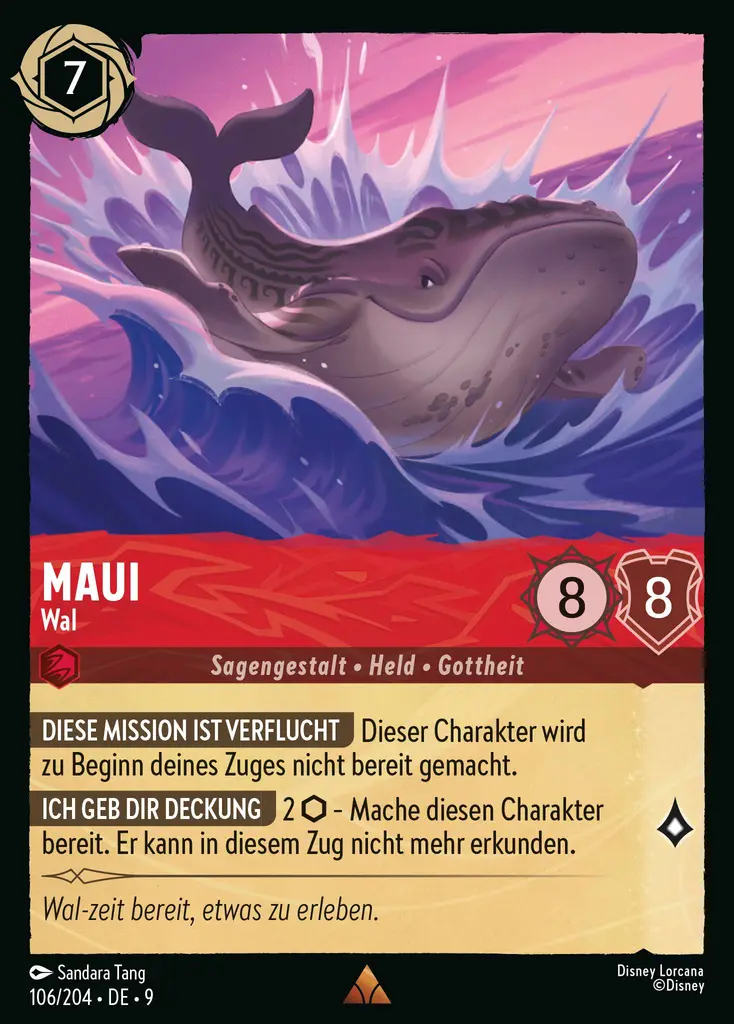 7
MAUI
Wal
8
8
Sagengestalt • Held • Gottheit
DIESE MISSION IST VERFLUCHT Dieser Charakter wird
zu Beginn deines Zuges nicht bereit gemacht.
ICH GEB DIR DECKUNG 2 ⬡ - Mache diesen Charakter
bereit. Er kann in diesem Zug nicht mehr erkunden.
Wal-zeit bereit, etwas zu erleben.
Sandara Tang
106/204 • DE • 9
Disney Lorcana
©Disney